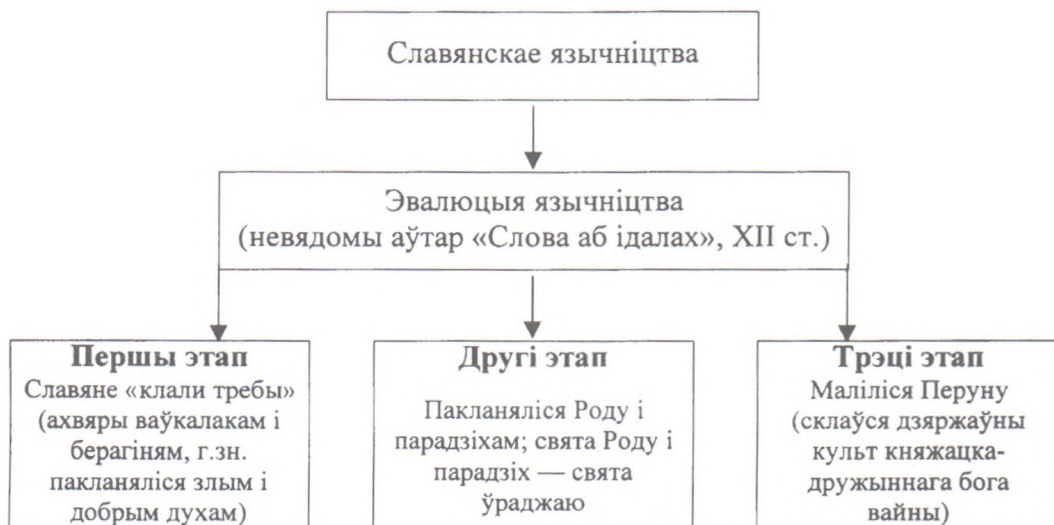 Славянскае язычніцтва
Эвалюцыя язычніцтва
(невядомы аўтар «Слова аб ідалах», XII ст.)
Першы этап
Славяне «клали требы»
(ахвяры ваўкалакам і
берагіням, г.зн.
пакланяліся злым і
добрым духам)
Другі этап
Пакланяліся Роду і
парадзіхам; свята Роду і
парадзіх — свята
ўраджаю
Трэці этап
Маліліся Перуну
(склаўся дзяржаўны
культ княжацка-
дружыннага бога
вайны)